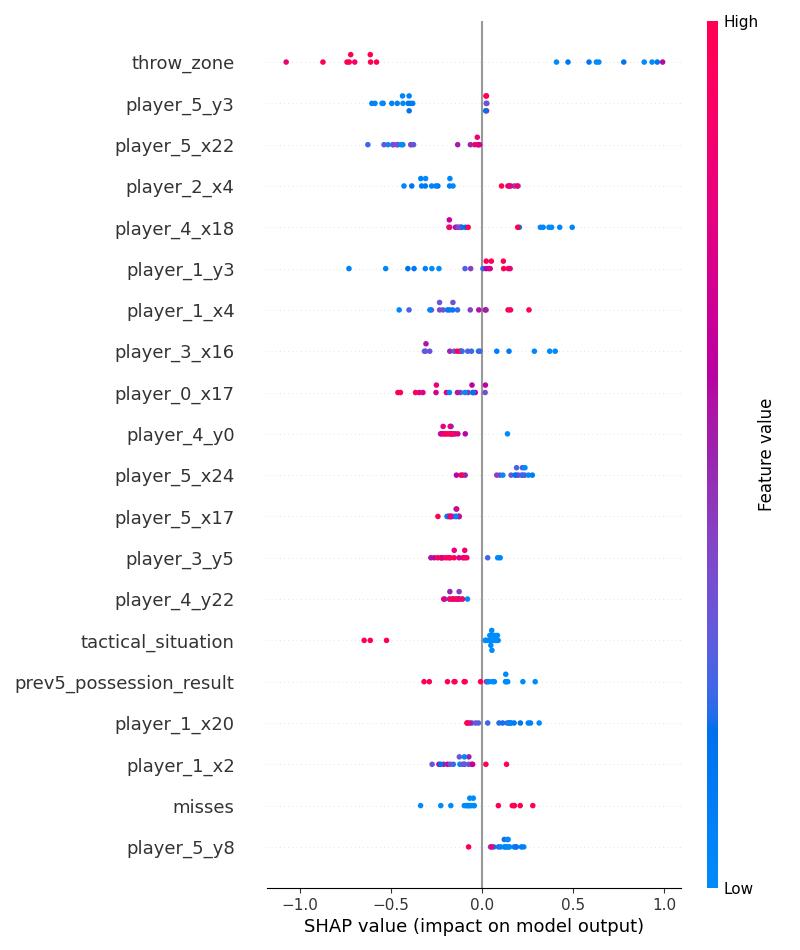 High
throw_zone
player_5_y3
player_5_x22
player_2_x4
player_4_x18
player_1_y3
player_1_x4
player_3_x16
player_0_x17
player_4_y0
player_5_x24
player_5_x17
player_3_y5
player_4_y22
tactical_situation
prev5_possession_result
player_1_x20
player_1_x2
misses
player_5_y8
Feature value
Low
−1.0 −0.5 0.0 0.5 1.0
SHAP value (impact on model output)